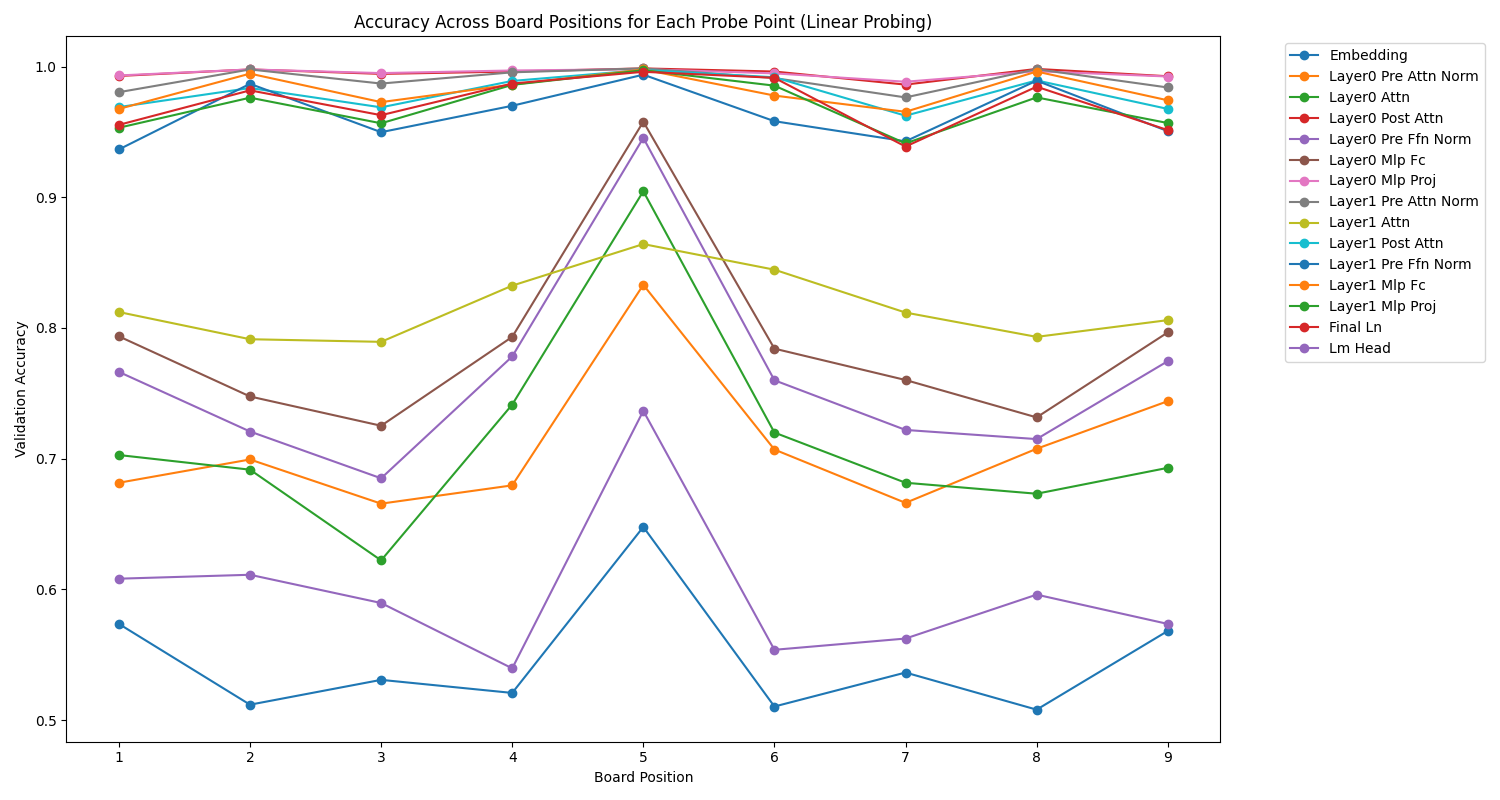 Accuracy Across Board Positions for Each Probe Point (Linear Probing)
Validation Accuracy
1.0
0.9
0.8
0.7
0.6
0.5
1 2 3 4 5 6 7 8 9
Board Position
Embedding
Layer0 Pre Attn Norm
Layer0 Attn
Layer0 Post Attn
Layer0 Pre Ffn Norm
Layer0 Mlp Fc
Layer0 Mlp Proj
Layer1 Pre Attn Norm
Layer1 Attn
Layer1 Post Attn
Layer1 Pre Ffn Norm
Layer1 Mlp Fc
Layer1 Mlp Proj
Final Ln
Lm Head